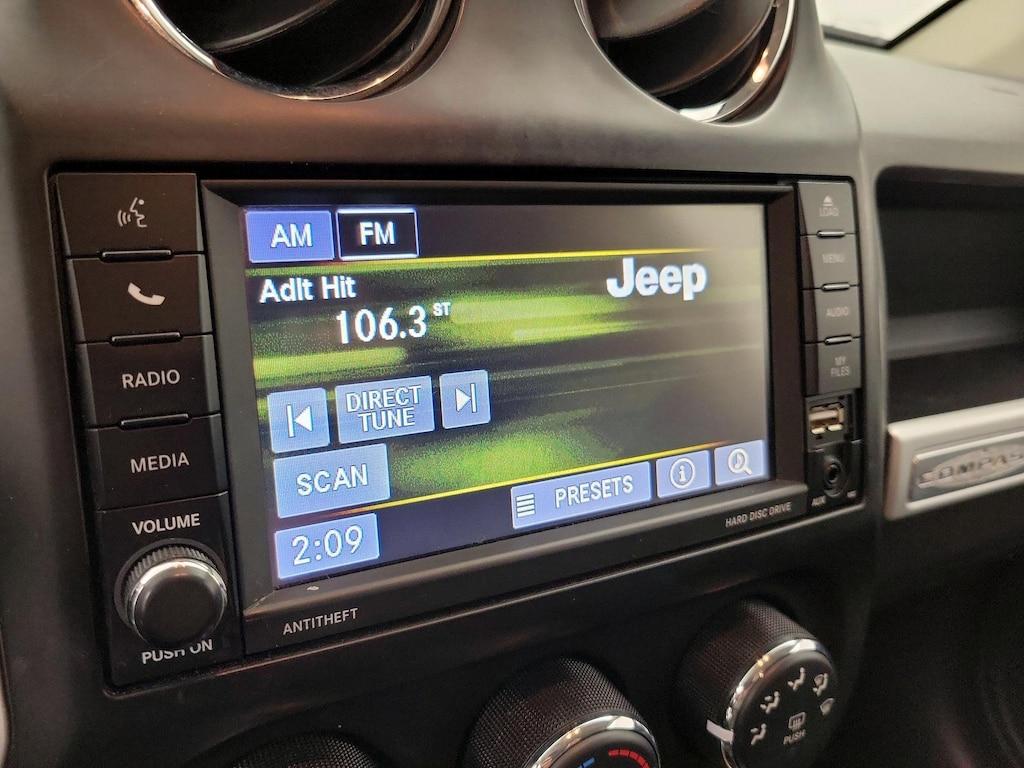 AM
FM
Adlt Hit
106.3 ST
Jeep
DIRECT
TUNE
SCAN
PRESETS
2:09
RADIO
MEDIA
VOLUME
PUSH ON
ANTITHEFT
HARD DISC DRIVE
LOAD
MENU
AUDIO
MY
FILES
AUX
COMPASS
PUSH